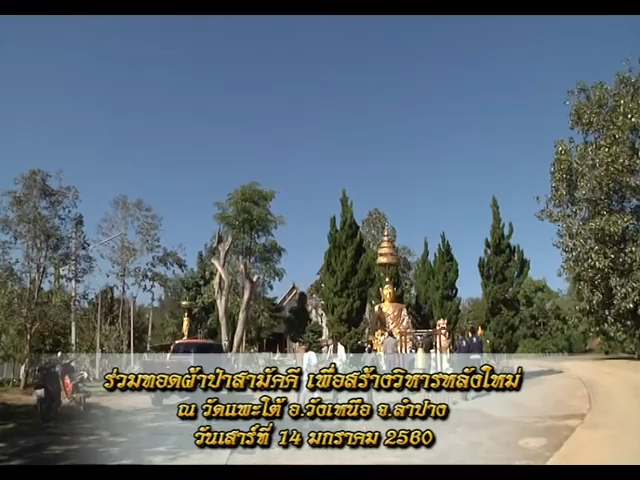 ร่วมทอดผ้าป่าสามัคคี เพื่อสร้างวิหารหลังใหม่
ณ วัดแพะใต้ อ.วังเหนือ จ.ลำปาง
วันเสาร์ที่ 14 มกราคม 2560